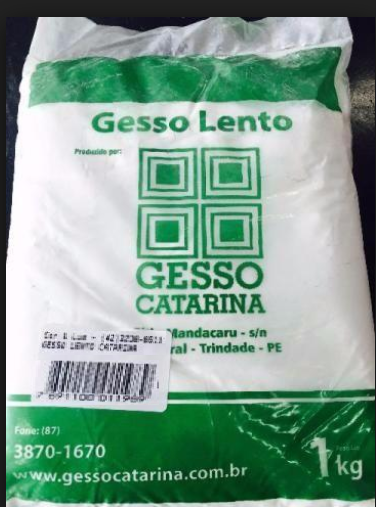 Gesso Lento
Produzido por:
GESSO
CATARINA
Mandacaru - s/n
ral - Trindade - PE
GESSO LENTO CATARINA
Fone: (87)
3870-1670
www.gessocatarina.com.br
1kg